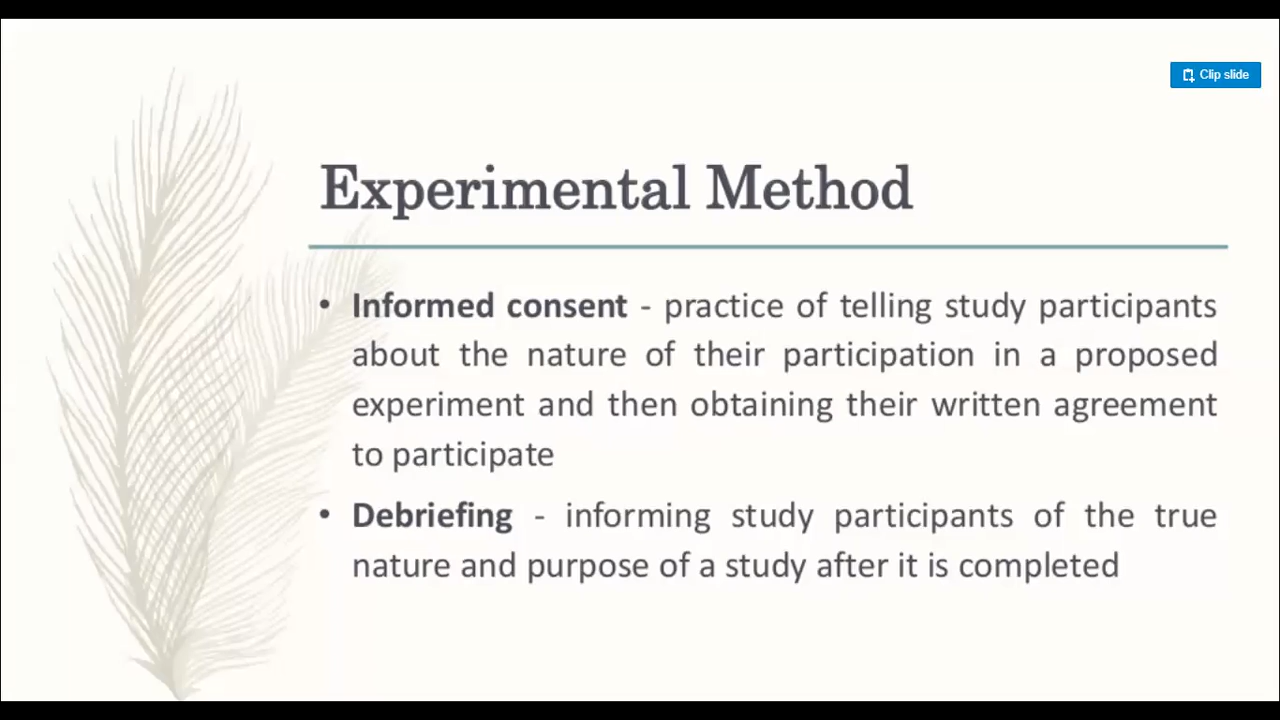 Clip slide
Experimental Method
• Informed consent - practice of telling study participants
about the nature of their participation in a proposed
experiment and then obtaining their written agreement
to participate
• Debriefing - informing study participants of the true
nature and purpose of a study after it is completed